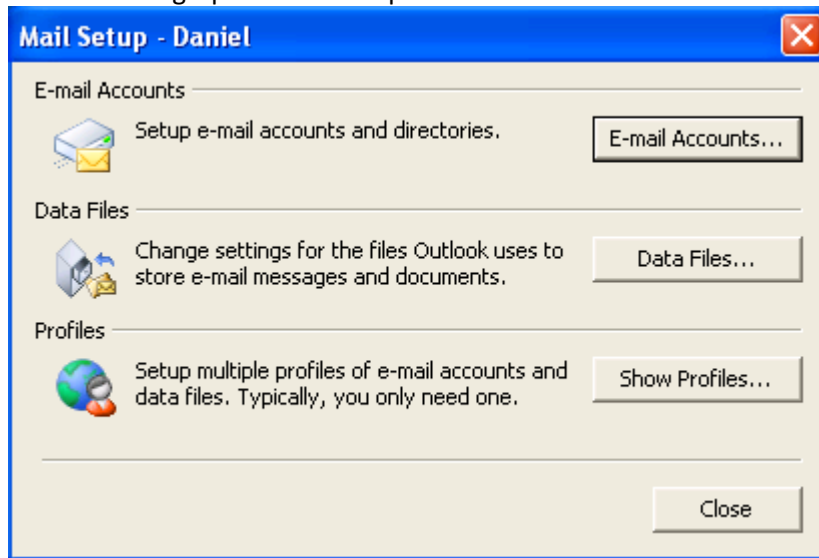 Mail Setup - Daniel
E-mail Accounts
Setup e-mail accounts and directories.
E-mail Accounts...
Data Files
Change settings for the files Outlook uses to
store e-mail messages and documents.
Data Files...
Profiles
Setup multiple profiles of e-mail accounts and
data files. Typically, you only need one.
Show Profiles...
Close